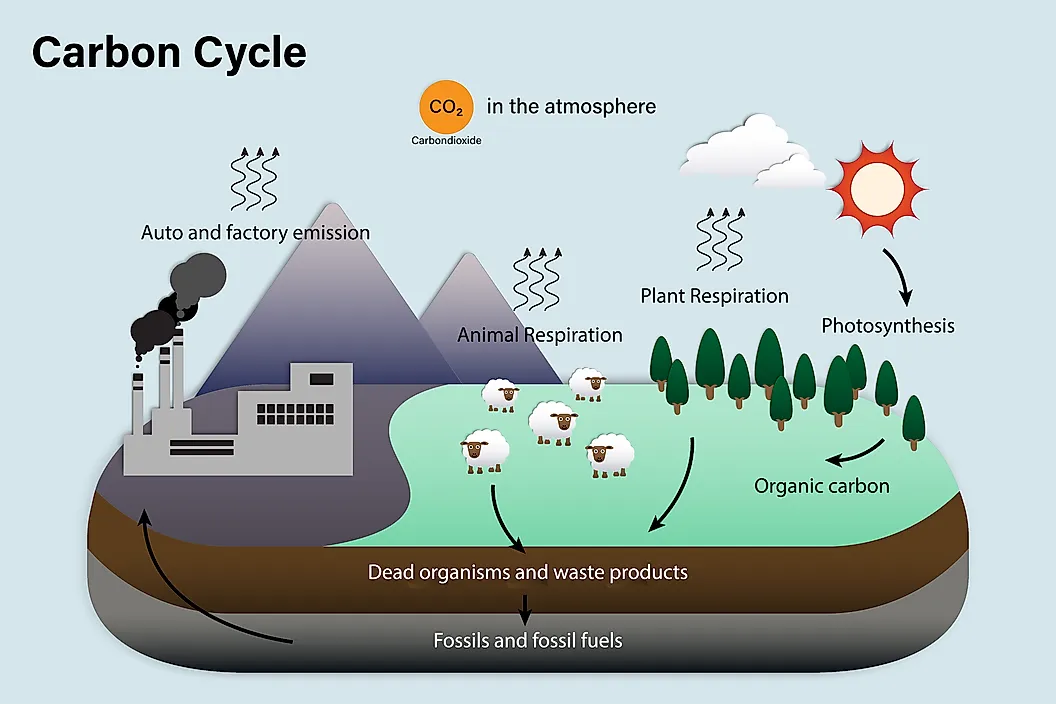 Carbon Cycle
CO₂ in the atmosphere
Carbondioxide
Auto and factory emission
Plant Respiration
Photosynthesis
Animal Respiration
Organic carbon
Dead organisms and waste products
Fossils and fossil fuels